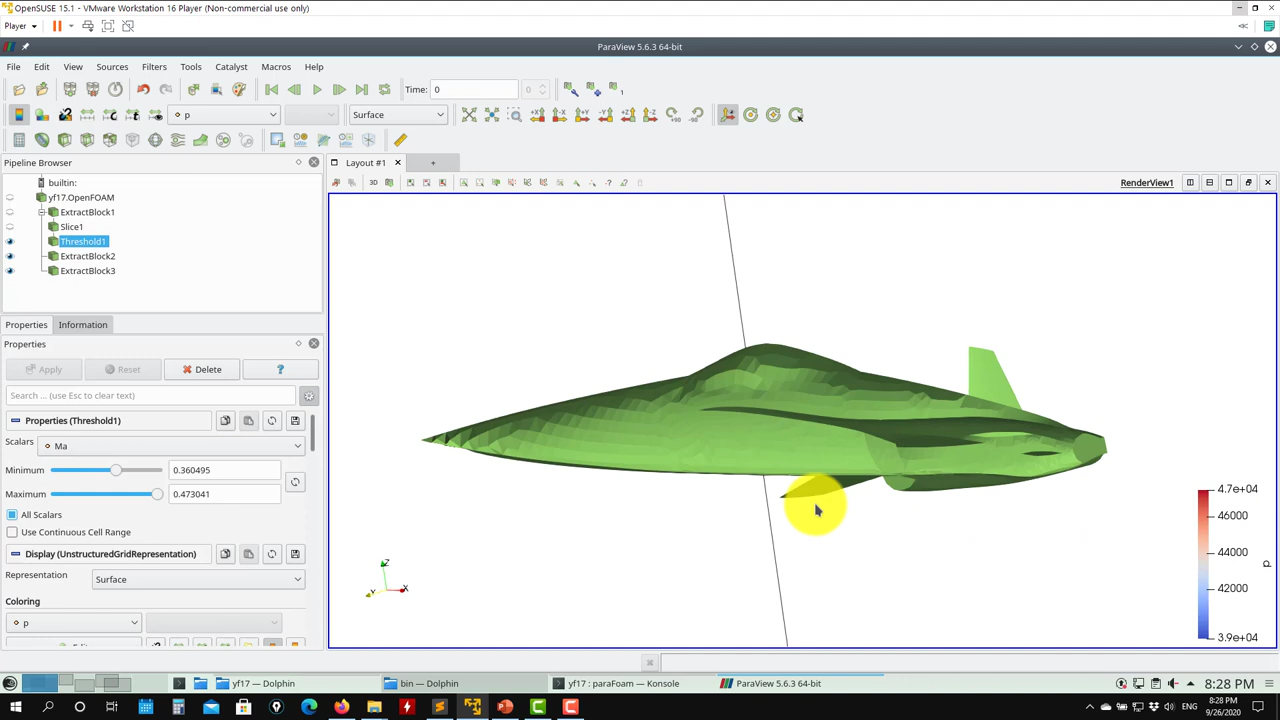 OpenSUSE 15.1 - VMware Workstation 16 Player (Non-commercial use only)
Player
ParaView 5.6.3 64-bit
File Edit View Sources Filters Tools Catalyst Macros Help
Time: 0 0
p Surface +X -X +Y -Y +Z -Z +90 -90
Pipeline Browser
Layout #1 +
builtin:
3D
RenderView1
yf17.OpenFOAM
ExtractBlock1
Slice1
Threshold1
ExtractBlock2
ExtractBlock3
Properties Information
Properties
Apply Reset Delete ?
Search ... (use Esc to clear text)
Properties (Threshold1)
Scalars Ma
Minimum 0.360495
Maximum 0.473041
All Scalars
Use Continuous Cell Range
Display (UnstructuredGridRepresentation)
Representation Surface
Coloring
p
Z
Y X
4.7e+04
46000
44000
42000
3.9e+04
p
yf17 — Dolphin bin — Dolphin yf17 : paraFoam — Konsole ParaView 5.6.3 64-bit 8:28 PM
8:28 PM
9/26/2020